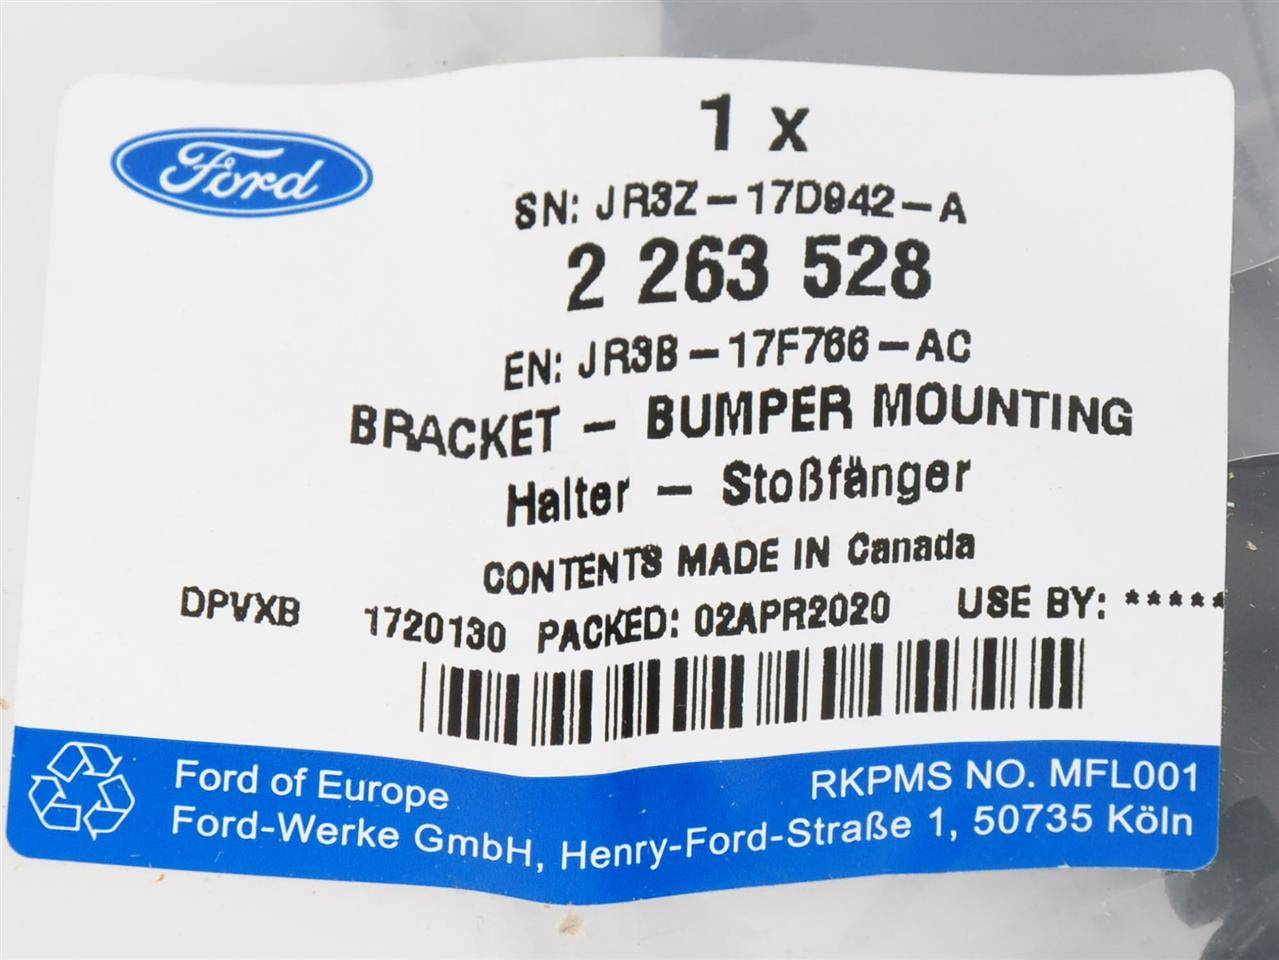 Ford
1 x
SN: JR3Z-17D942-A
2 263 528
EN: JR3B-17F766-AC
BRACKET - BUMPER MOUNTING
Halter - Stoßfänger
CONTENTS MADE IN Canada
DPVXB 1720130 PACKED: 02APR2020 USE BY: *****
Ford of Europe RKPMS NO. MFL001
Ford-Werke GmbH, Henry-Ford-Straße 1, 50735 Köln